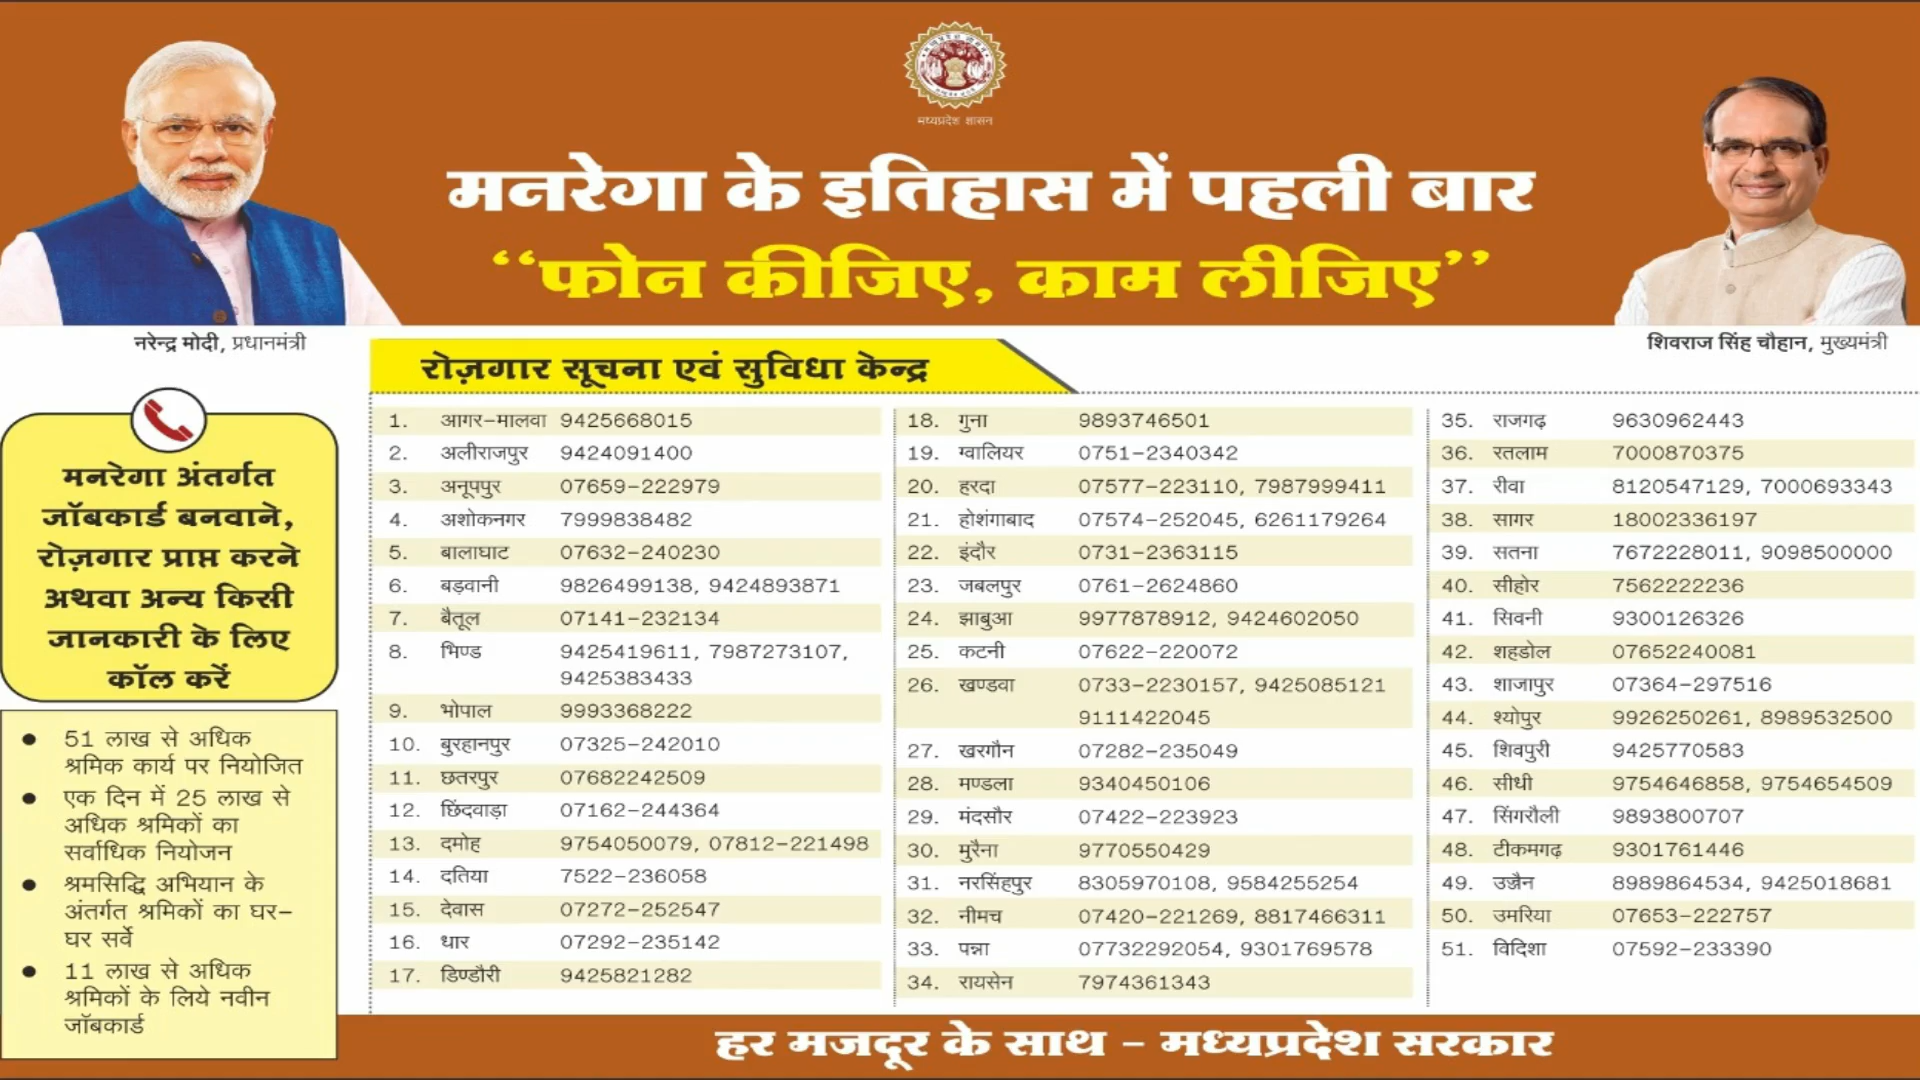 मध्यप्रदेश शासन
मनरेगा के इतिहास में पहली बार
“फोन कीजिए, काम लीजिए”
नरेन्द्र मोदी, प्रधानमंत्री
शिवराज सिंह चौहान, मुख्यमंत्री
मनरेगा अंतर्गत
जॉबकार्ड बनवाने,
रोज़गार प्राप्त करने
अथवा अन्य किसी
जानकारी के लिए
कॉल करें
51 लाख से अधिक
श्रमिक कार्य पर नियोजित
एक दिन में 25 लाख से
अधिक श्रमिकों का
सर्वाधिक नियोजन
श्रमसिद्धि अभियान के
अंतर्गत श्रमिकों का घर-
घर सर्वे
11 लाख से अधिक
श्रमिकों के लिये नवीन
जॉबकार्ड
रोज़गार सूचना एवं सुविधा केन्द्र
1. आगर-मालवा 9425668015
2. अलीराजपुर 9424091400
3. अनूपपुर 07659-222979
4. अशोकनगर 7999838482
5. बालाघाट 07632-240230
6. बड़वानी 9826499138, 9424893871
7. बैतूल 07141-232134
8. भिण्ड 9425419611, 7987273107,
9425383433
9. भोपाल 9993368222
10. बुरहानपुर 07325-242010
11. छतरपुर 07682242509
12. छिंदवाड़ा 07162-244364
13. दमोह 9754050079, 07812-221498
14. दतिया 7522-236058
15. देवास 07272-252547
16. धार 07292-235142
17. डिण्डौरी 9425821282
18. गुना 9893746501
19. ग्वालियर 0751-2340342
20. हरदा 07577-223110, 7987999411
21. होशंगाबाद 07574-252045, 6261179264
22. इंदौर 0731-2363115
23. जबलपुर 0761-2624860
24. झाबुआ 9977878912, 9424602050
25. कटनी 07622-220072
26. खण्डवा 0733-2230157, 9425085121
9111422045
27. खरगौन 07282-235049
28. मण्डला 9340450106
29. मंदसौर 07422-223923
30. मुरैना 9770550429
31. नरसिंहपुर 8305970108, 9584255254
32. नीमच 07420-221269, 8817466311
33. पन्ना 07732292054, 9301769578
34. रायसेन 7974361343
35. राजगढ़ 9630962443
36. रतलाम 7000870375
37. रीवा 8120547129, 7000693343
38. सागर 18002336197
39. सतना 7672228011, 9098500000
40. सीहोर 7562222236
41. सिवनी 9300126326
42. शहडोल 07652240081
43. शाजापुर 07364-297516
44. श्योपुर 9926250261, 8989532500
45. शिवपुरी 9425770583
46. सीधी 9754646858, 9754654509
47. सिंगरौली 9893800707
48. टीकमगढ़ 9301761446
49. उज्जैन 8989864534, 9425018681
50. उमरिया 07653-222757
51. विदिशा 07592-233390
हर मजदूर के साथ - मध्यप्रदेश सरकार